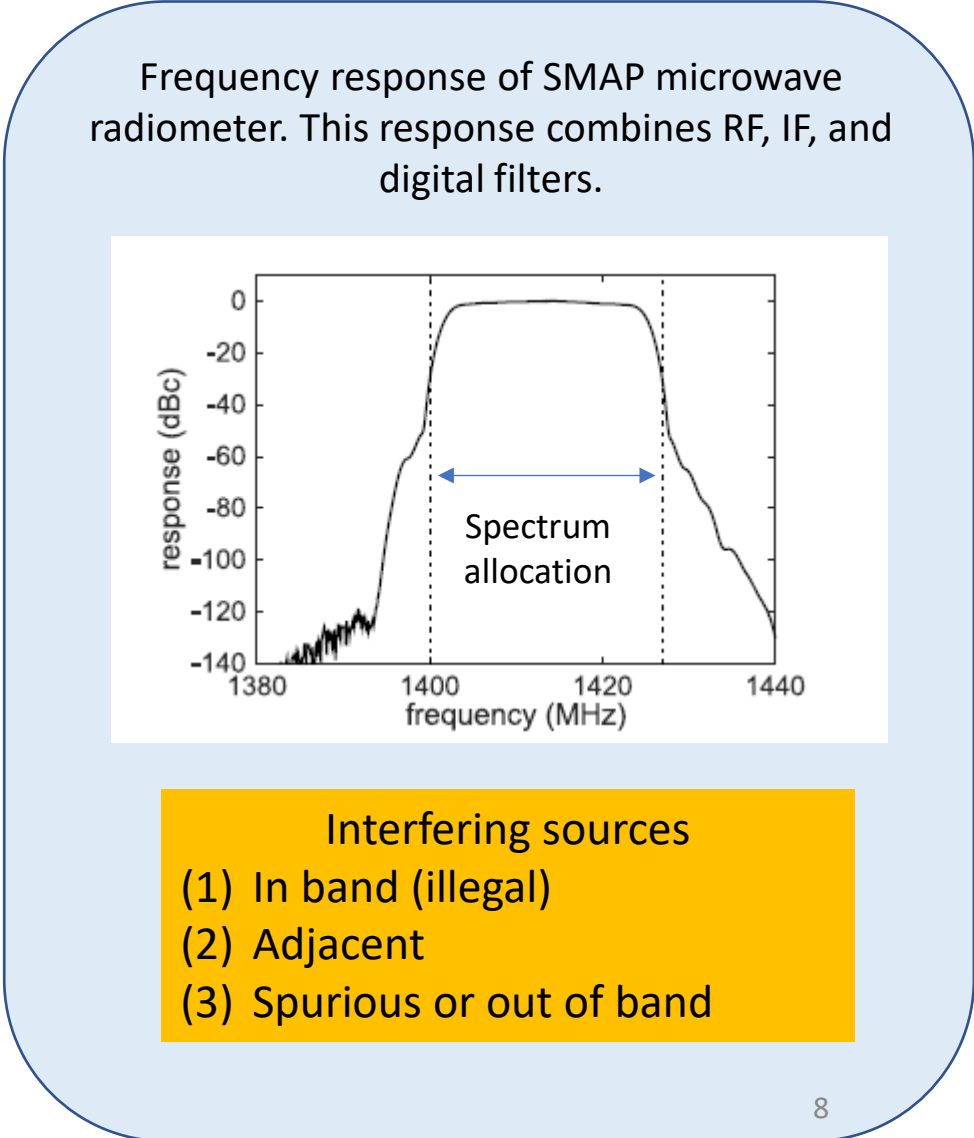 Frequency response of SMAP microwave
radiometer. This response combines RF, IF, and
digital filters.
0
-20
-40
-60
-80
-100
-120
-140
response (dBc)
Spectrum
allocation
1380 1400 1420 1440
frequency (MHz)
Interfering sources
(1) In band (illegal)
(2) Adjacent
(3) Spurious or out of band
8